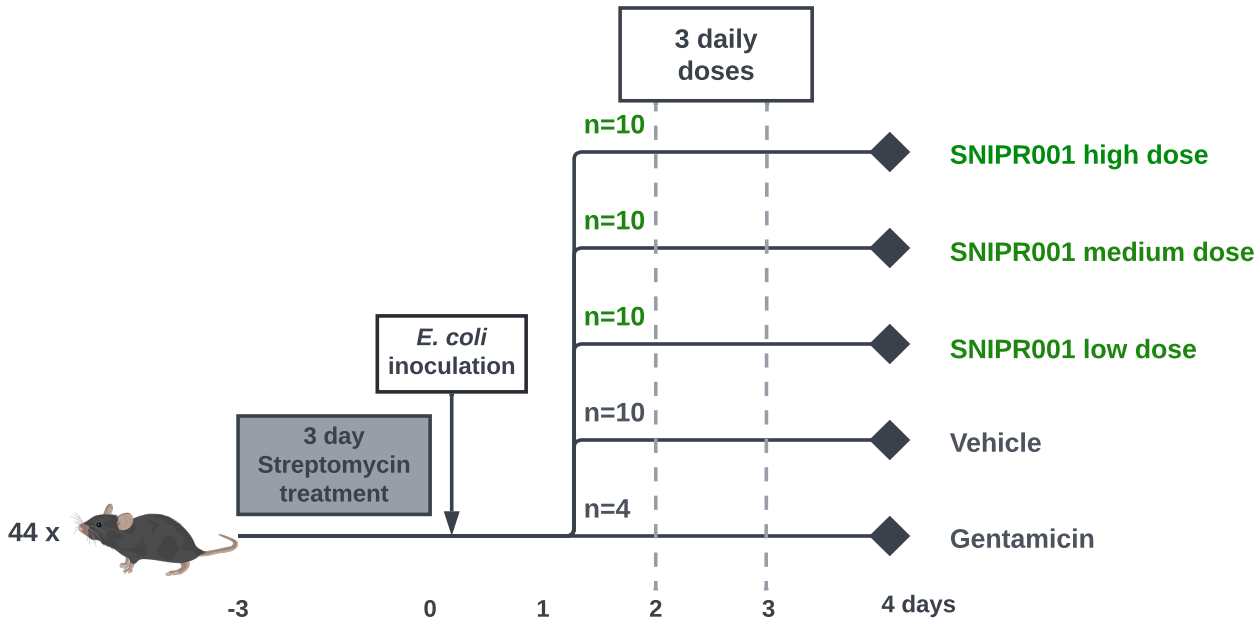 3 daily
doses
n=10
SNIPR001 high dose
n=10
SNIPR001 medium dose
n=10
SNIPR001 low dose
E. coli
inoculation
n=10
Vehicle
3 day
Streptomycin
treatment
n=4
Gentamicin
44 x
-3
0
1
2
3
4 days